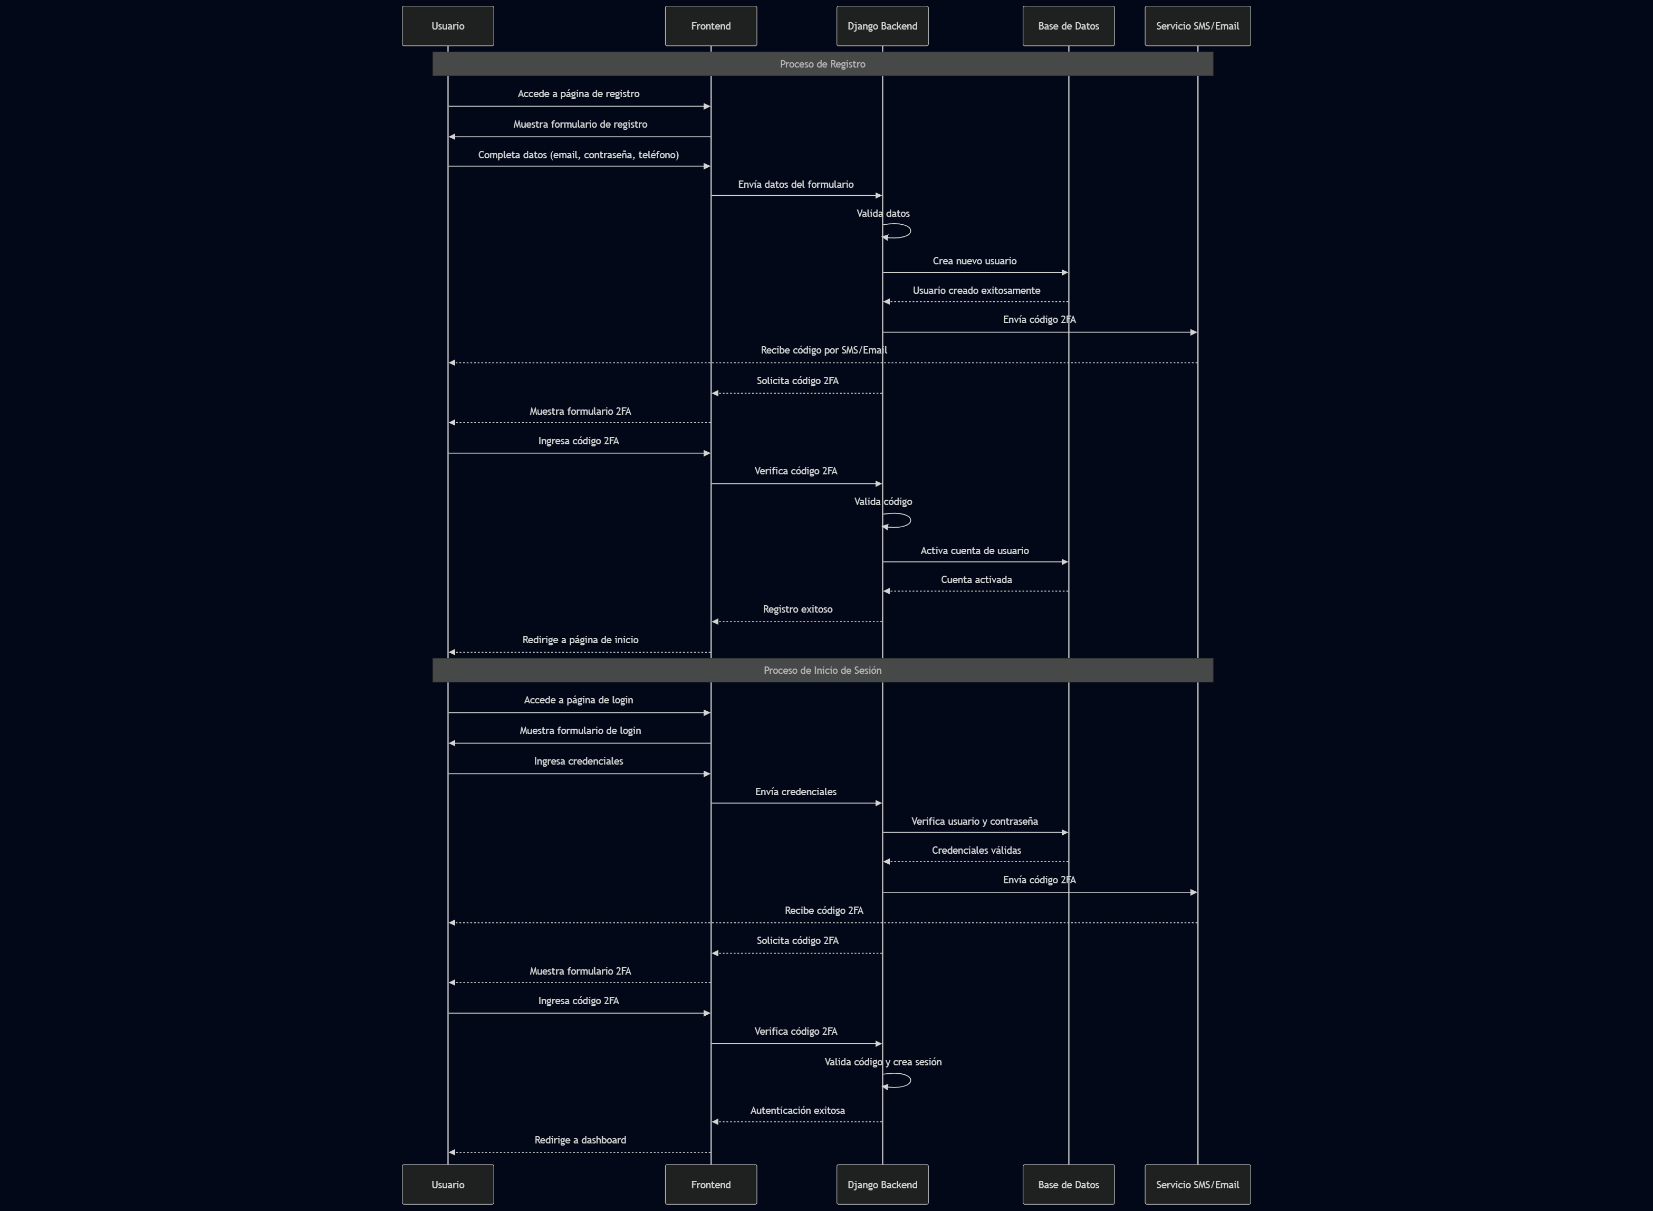 Usuario
Frontend
Django Backend
Base de Datos
Servicio SMS/Email
Proceso de Registro
Accede a página de registro
Muestra formulario de registro
Completa datos (email, contraseña, teléfono)
Envía datos del formulario
Valida datos
Crea nuevo usuario
Usuario creado exitosamente
Envía código 2FA
Recibe código por SMS/Email
Solicita código 2FA
Muestra formulario 2FA
Ingresa código 2FA
Verifica código 2FA
Valida código
Activa cuenta de usuario
Cuenta activada
Registro exitoso
Redirige a página de inicio
Proceso de Inicio de Sesión
Accede a página de login
Muestra formulario de login
Ingresa credenciales
Envía credenciales
Verifica usuario y contraseña
Credenciales válidas
Envía código 2FA
Recibe código 2FA
Solicita código 2FA
Muestra formulario 2FA
Ingresa código 2FA
Verifica código 2FA
Valida código y crea sesión
Autenticación exitosa
Redirige a dashboard
Usuario
Frontend
Django Backend
Base de Datos
Servicio SMS/Email